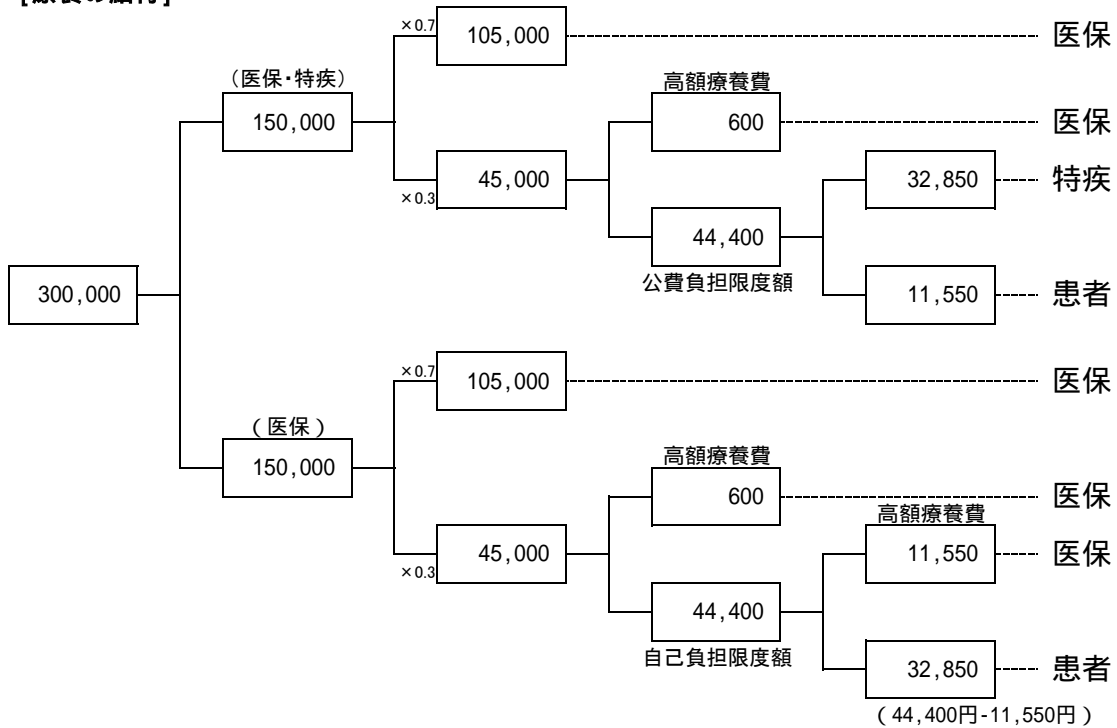 ×0.7 105,000 医保
(医保・特疾)
150,000
高額療養費
600 医保
×0.3 45,000
32,850 特疾
44,400
公費負担限度額
11,550 患者
300,000
×0.7 105,000 医保
(医保)
150,000
高額療養費
600 医保
×0.3 45,000
高額療養費
11,550 医保
44,400
自己負担限度額
32,850 患者
(44,400円-11,550円)